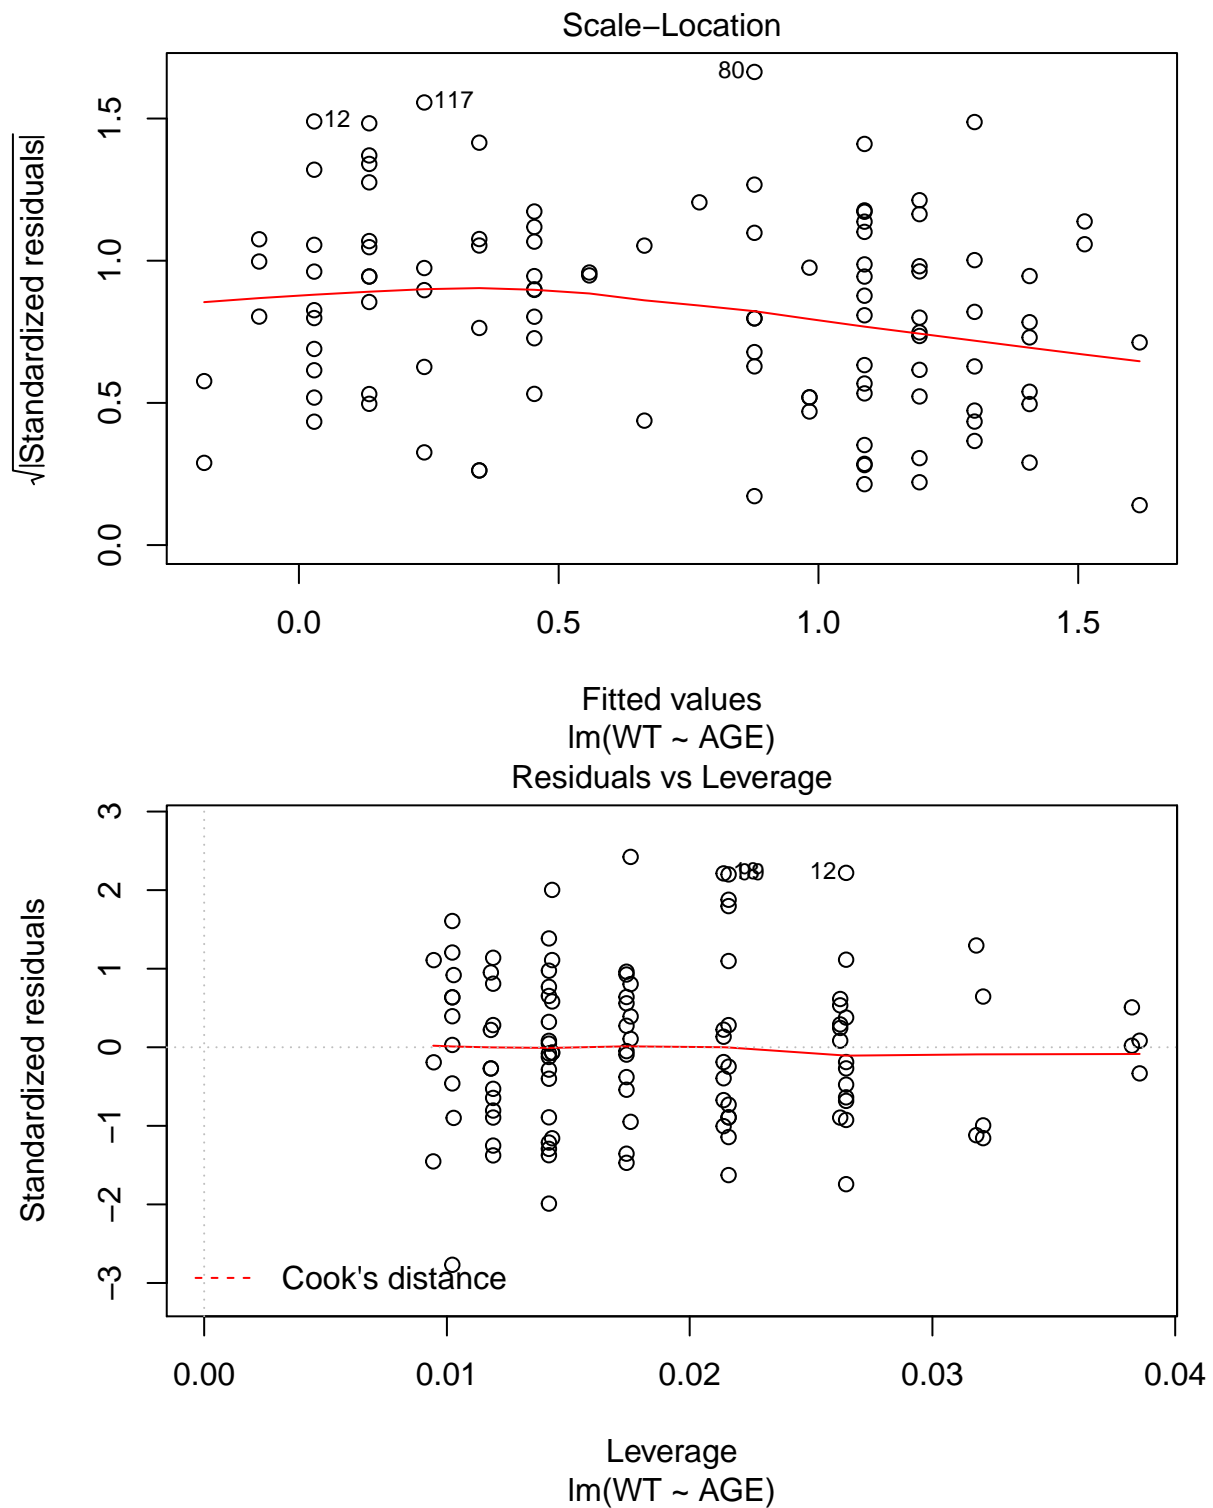 Scale−Location
√|Standardized residuals|
0.0 0.5 1.0 1.5
80
117
12
0.0 0.5 1.0 1.5
Fitted values
lm(WT ~ AGE)
Residuals vs Leverage
Standardized residuals
−3 −2 −1 0 1 2 3
12
Cook's distance
0.00 0.01 0.02 0.03 0.04
Leverage
lm(WT ~ AGE)